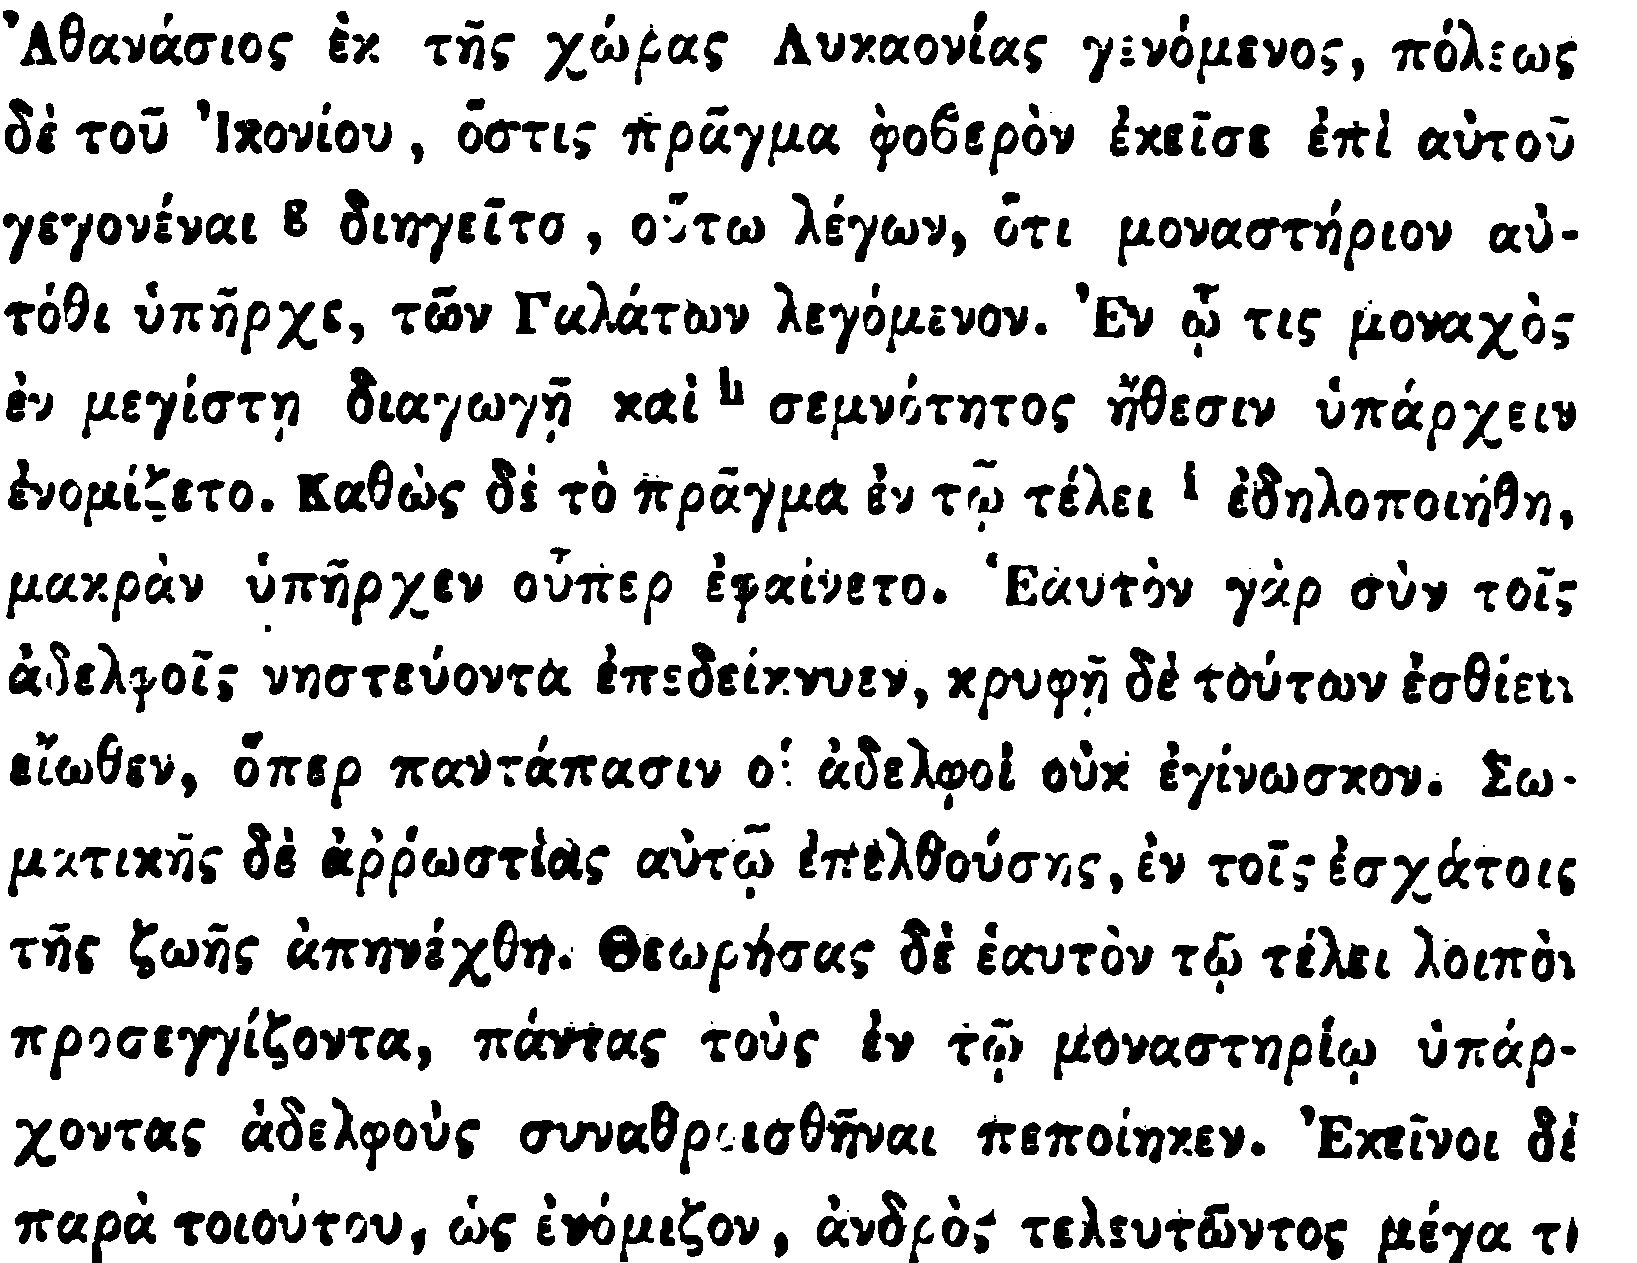 Ἀθανάσιος ἐκ τῆς χώρας Λυκαονίας γενόμενος, πόλεως
δὲ τοῦ Ἰκονίου, ὅστις πρᾶγμα φοβερὸν ἐκεῖσε ἐπὶ αὐτοῦ
γεγονέναι g διηγεῖτο, οὕτω λέγων, ὅτι μοναστήριον αὐ-
τόθι ὑπῆρχε, τῶν Γαλάτων λεγόμενον. Ἐν ᾧ τις μοναχὸς
ἐν μεγίστῃ διαγωγῇ καὶ h σεμνότητος ἤθεσιν ὑπάρχειν
ἐνομίζετο. Καθὼς δὲ τὸ πρᾶγμα ἐν τῷ τέλει i ἐδηλοποιήθη,
μακρὰν ὑπῆρχεν οὗπερ ἐφαίνετο. Ἑαυτὸν γὰρ σὺν τοῖς
ἀδελφοῖς νηστεύοντα ἐπεδείκνυεν, κρυφῇ δὲ τούτων ἐσθίειν
εἴωθεν, ὅπερ παντάπασιν οἱ ἀδελφοὶ οὐκ ἐγίνωσκον. Σω-
ματικῆς δὲ ἀῤῥωστίας αὐτῷ ἐπελθούσης, ἐν τοῖς ἐσχάτοις
τῆς ζωῆς ἀπηνέχθη. Θεωρήσας δὲ ἑαυτὸν τῷ τέλει λοιπὸν
προσεγγίζοντα, πάντας τοὺς ἐν τῷ μοναστηρίῳ ὑπάρ-
χοντας ἀδελφοὺς συναθροισθῆναι πεποίηκεν. Ἐκεῖνοι δὲ
παρὰ τοιούτου, ὡς ἐνόμιζον, ἀνδρὸς τελευτῶντος μέγα τι